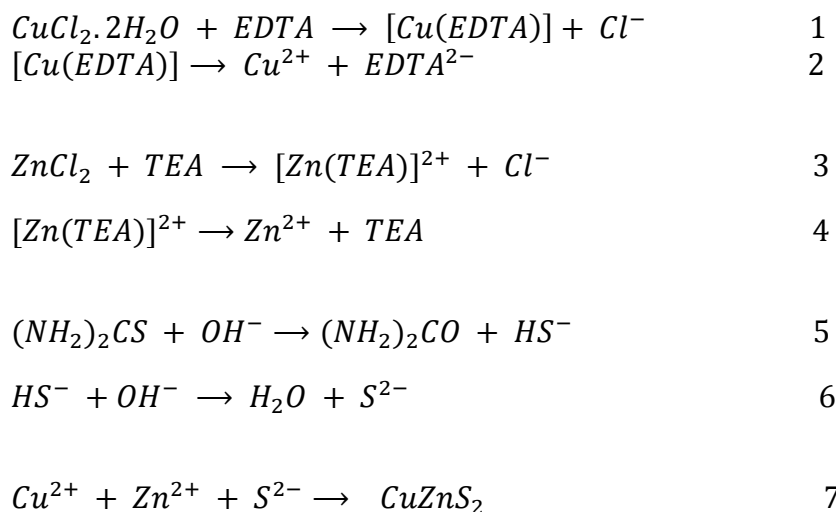 CuCl₂.2H₂O + EDTA ⟶ [Cu(EDTA)] + Cl⁻ 1
[Cu(EDTA)] ⟶ Cu²⁺ + EDTA²⁻ 2
ZnCl₂ + TEA ⟶ [Zn(TEA)]²⁺ + Cl⁻ 3
[Zn(TEA)]²⁺ ⟶ Zn²⁺ + TEA 4
(NH₂)₂CS + OH⁻ ⟶ (NH₂)₂CO + HS⁻ 5
HS⁻ + OH⁻ ⟶ H₂O + S²⁻ 6
Cu²⁺ + Zn²⁺ + S²⁻ ⟶ CuZnS₂ 7